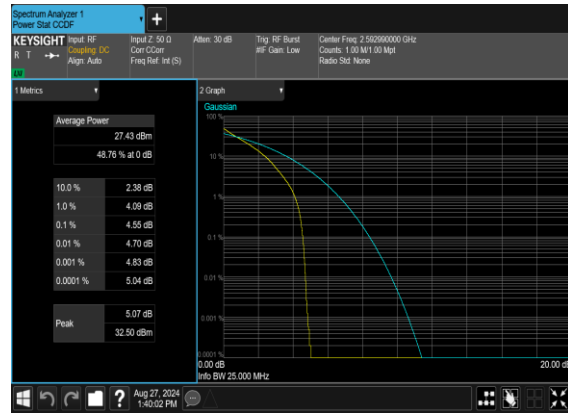 Spectrum Analyzer 1
Power Stat CCDF
KEYSIGHT
R T
LW
Input: RF
Coupling: DC
Align: Auto
Input Z: 50 Ω
Corr CCorr
Freq Ref: Int (S)
Atten: 30 dB
Trig: RF Burst
#IF Gain: Low
Center Freq: 2.592990000 GHz
Counts: 1.00 M/1.00 Mpt
Radio Std: None
1 Metrics
Average Power
27.43 dBm
48.76 % at 0 dB
10.0 % 2.38 dB
1.0 % 4.09 dB
0.1 % 4.55 dB
0.01 % 4.70 dB
0.001 % 4.83 dB
0.0001 % 5.04 dB
Peak
5.07 dB
32.50 dBm
2 Graph
Gaussian
100 %
10 %
1 %
0.1 %
0.01 %
0.001 %
0.0001 %
0.00 dB
20.00 dB
Info BW 25.000 MHz
?
Aug 27, 2024
1:40:02 PM